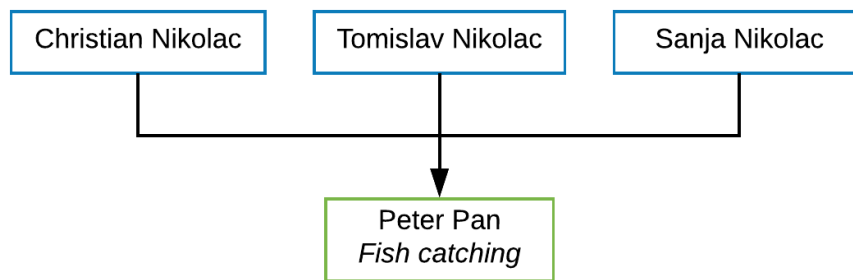 Christian Nikolac
Tomislav Nikolac
Sanja Nikolac
Peter Pan
Fish catching